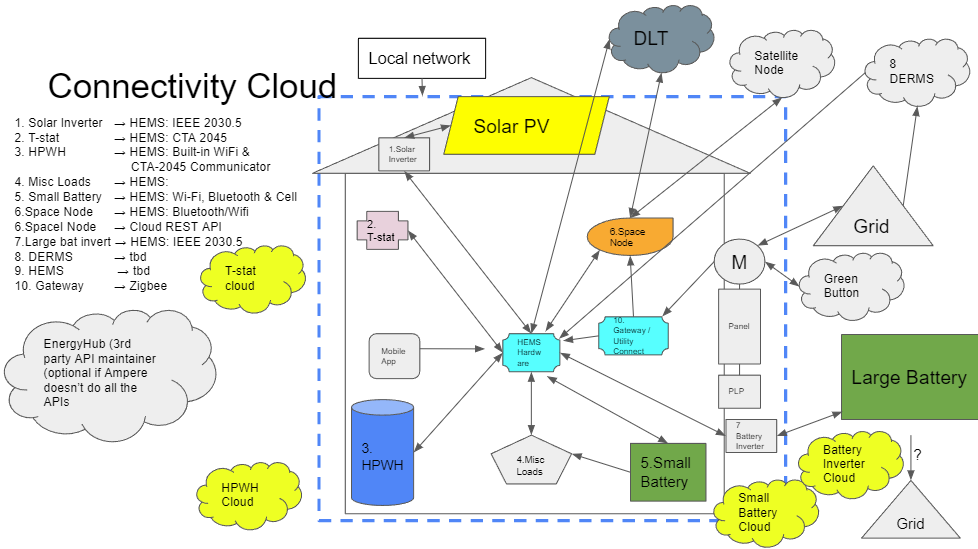 Local network
DLT
Satellite
Node
8
DERMS
Connectivity Cloud
Solar PV
1. Solar Inverter → HEMS: IEEE 2030.5
2. T-stat → HEMS: CTA 2045
3. HPWH → HEMS: Built-in WiFi &
CTA-2045 Communicator
4. Misc Loads → HEMS:
5. Small Battery → HEMS: Wi-Fi, Bluetooth & Cell
6.Space Node → HEMS: Bluetooth/Wifi
6.Spacel Node → Cloud REST API
7.Large bat invert → HEMS: IEEE 2030.5
8. DERMS → tbd
9. HEMS → tbd
10. Gateway → Zigbee
1.Solar
Inverter
2.
T-stat
6.Space
Node
Grid
M
T-stat
cloud
Green
Button
EnergyHub (3rd
party API maintainer
(optional if Ampere
doesn't do all the
APIs
Mobile
App
HEMS
Hardw
are
10.
Gateway /
Utility
Connect
Panel
PLP
Large Battery
3.
HPWH
4.Misc
Loads
5.Small
Battery
7
Battery
Inverter
Battery
Inverter
Cloud
?
HPWH
Cloud
Small
Battery
Cloud
Grid